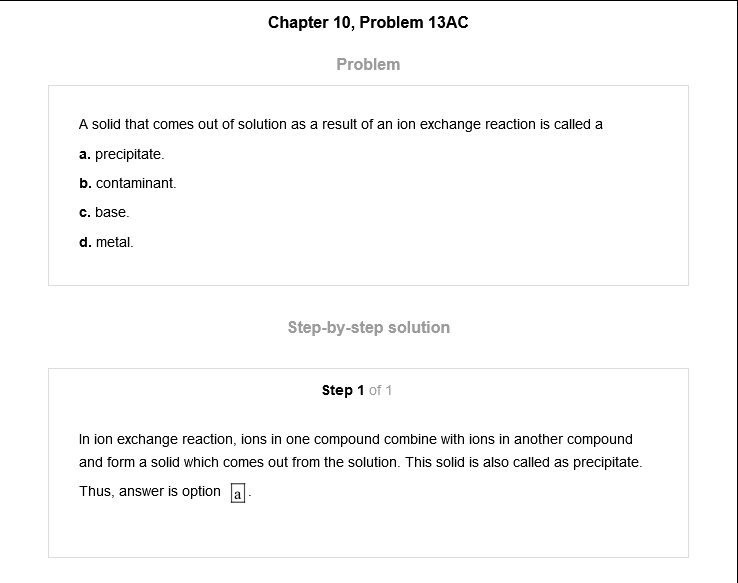 Chapter 10, Problem 13AC
Problem
A solid that comes out of solution as a result of an ion exchange reaction is called a
a. precipitate.
b. contaminant.
c. base.
d. metal.
Step-by-step solution
Step 1 of 1
In ion exchange reaction, ions in one compound combine with ions in another compound
and form a solid which comes out from the solution. This solid is also called as precipitate.
Thus, answer is option a.